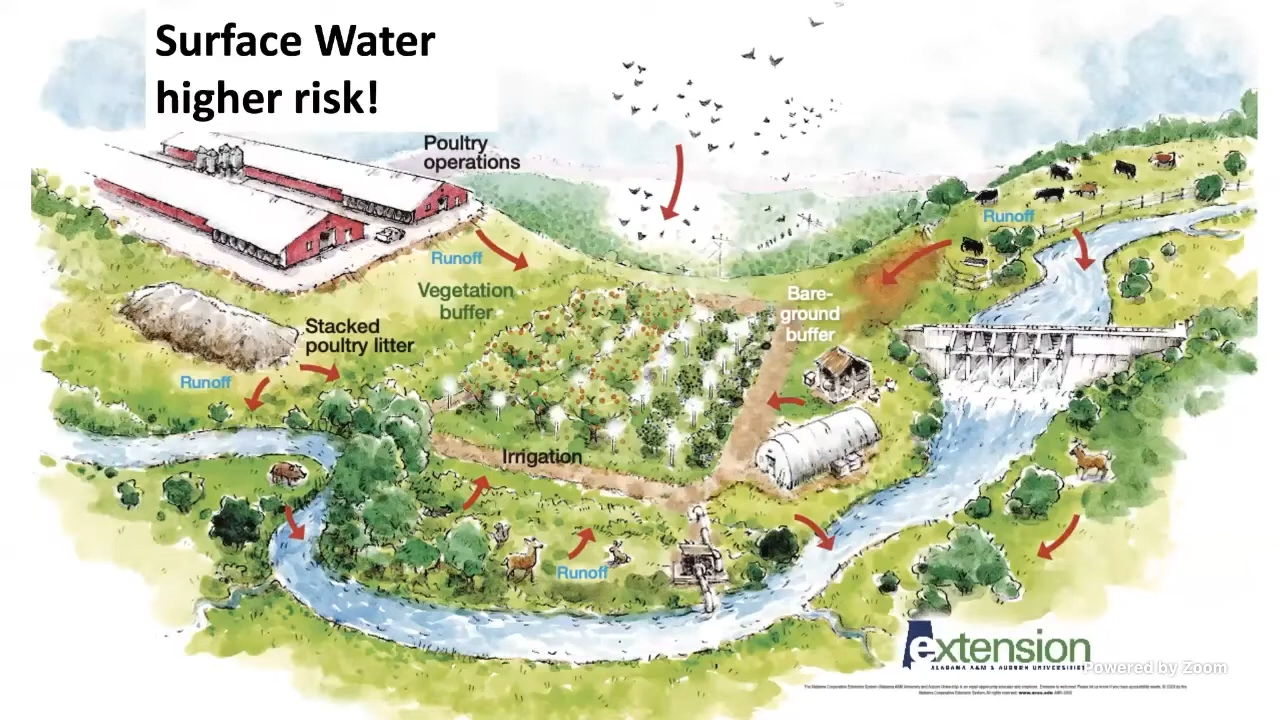 Surface Water
higher risk!
Poultry
operations
Runoff
Runoff
Vegetation
buffer
Bare-
ground
buffer
Stacked
poultry litter
Runoff
Irrigation
Runoff
extension
ALABAMA A&M & AUBURN UNIVERSITIES
Powered by Zoom